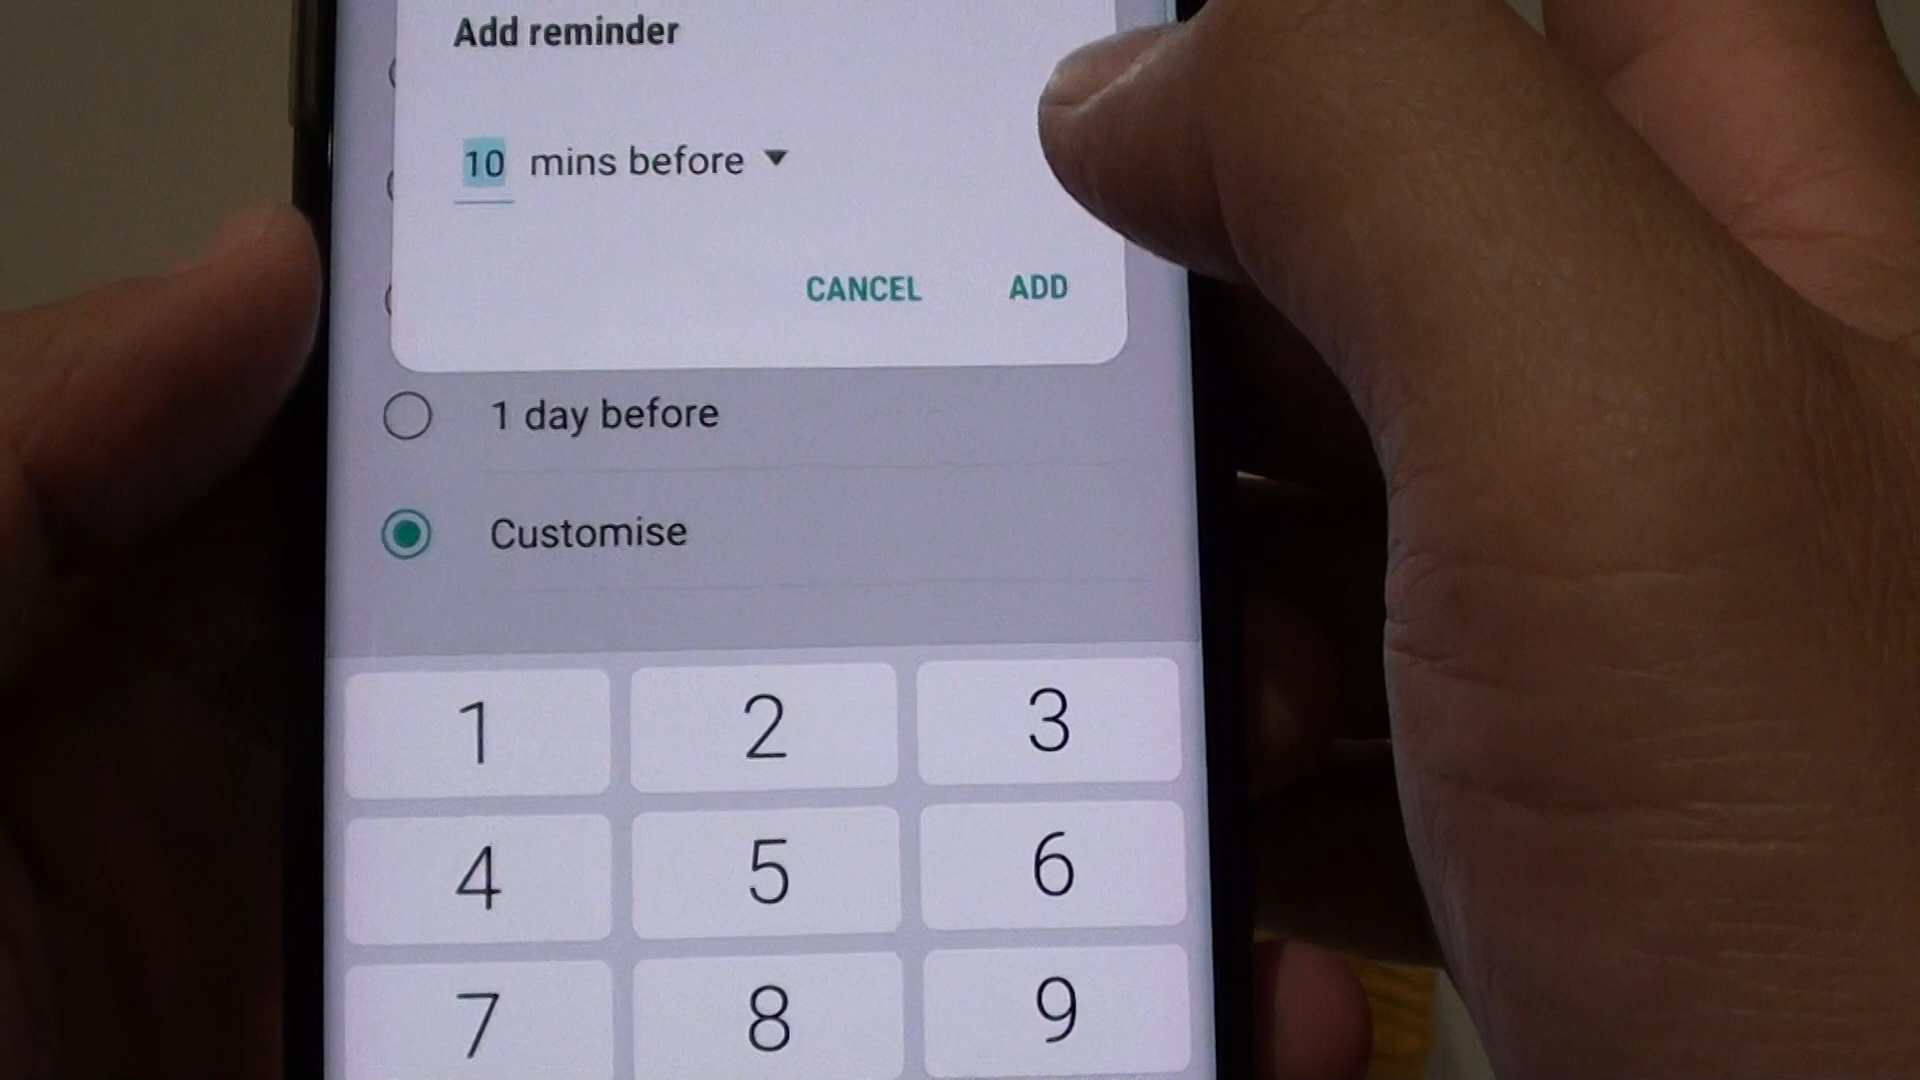 Add reminder
10 mins before
CANCEL ADD
1 day before
Customise
1 2 3
4 5 6
7 8 9